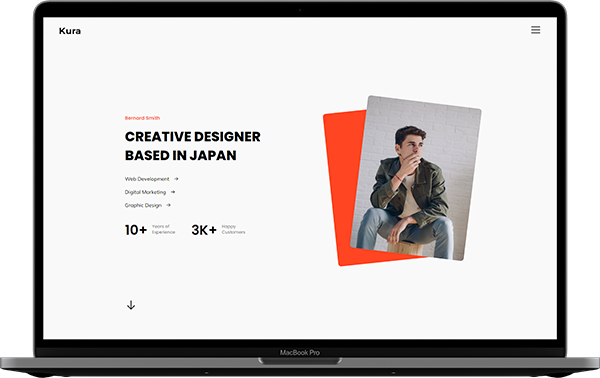 Kura
Bernand Smith
CREATIVE DESIGNER
BASED IN JAPAN
Web Development
Digital Marketing
Graphic Design
10+ Years of
Experience
3K+ Happy
Customers
MacBook Pro